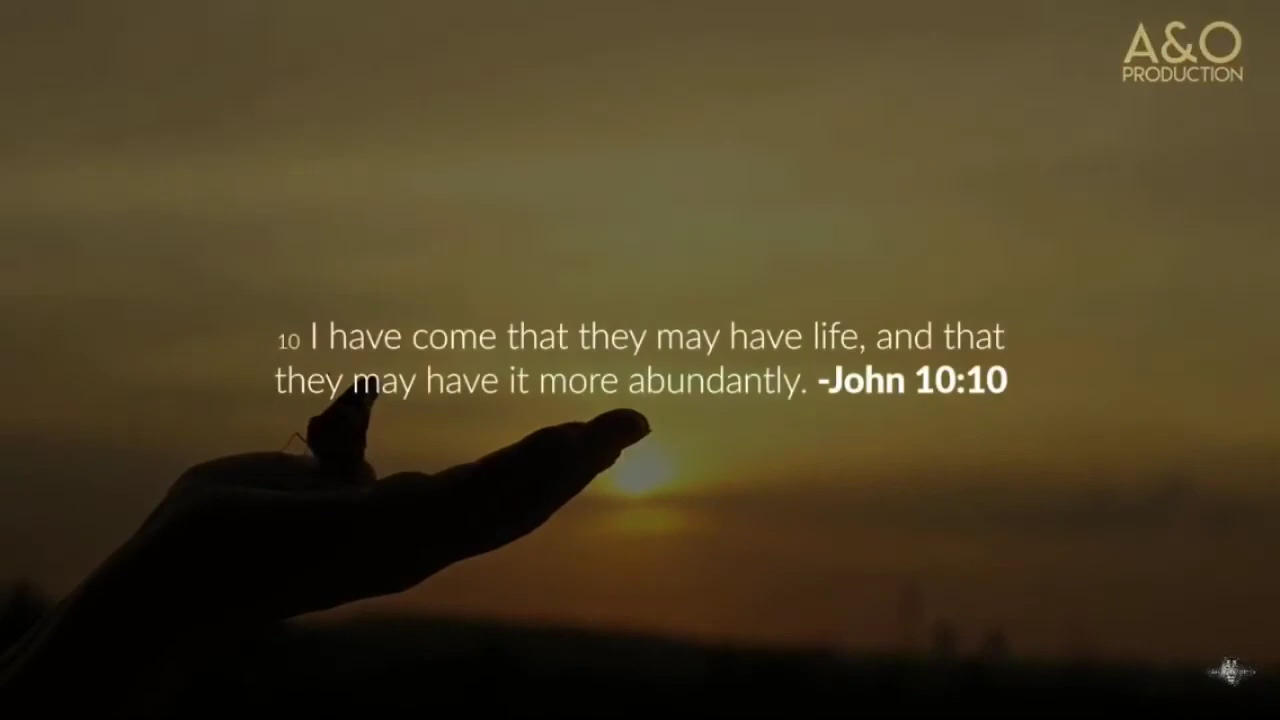 A&O
PRODUCTION
10 I have come that they may have life, and that
they may have it more abundantly. -John 10:10